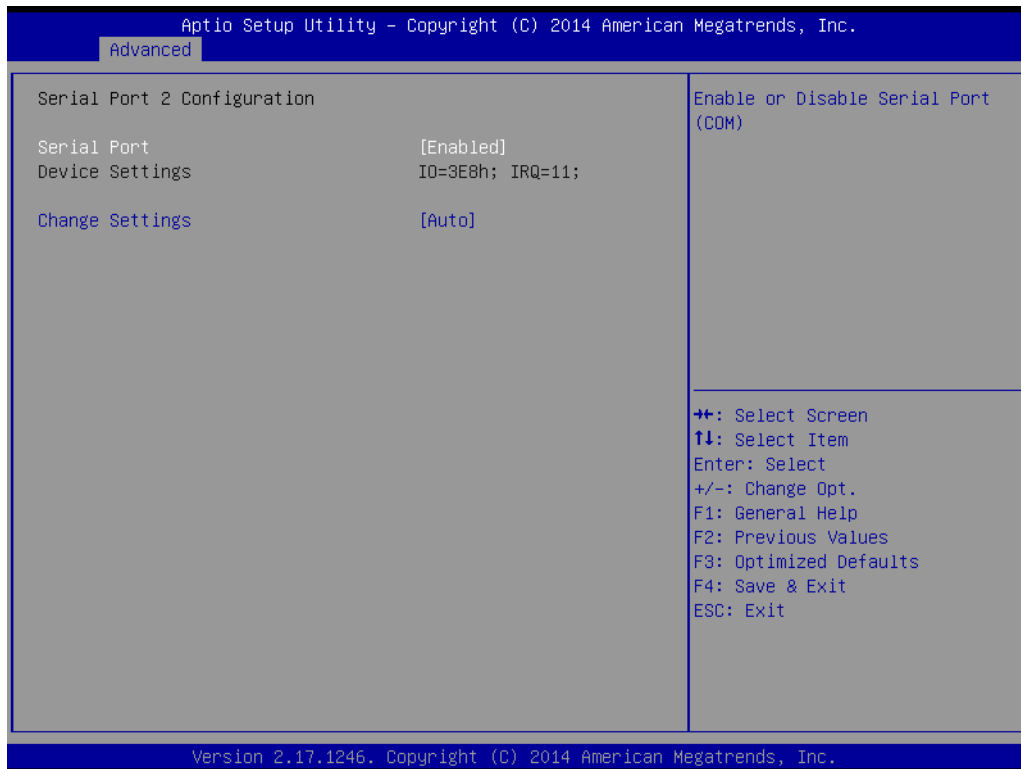 Aptio Setup Utility – Copyright (C) 2014 American Megatrends, Inc.
Advanced
Serial Port 2 Configuration
Serial Port [Enabled]
Device Settings IO=3E8h; IRQ=11;
Change Settings [Auto]
Enable or Disable Serial Port
(COM)
→←: Select Screen
↑↓: Select Item
Enter: Select
+/-: Change Opt.
F1: General Help
F2: Previous Values
F3: Optimized Defaults
F4: Save & Exit
ESC: Exit
Version 2.17.1246. Copyright (C) 2014 American Megatrends, Inc.